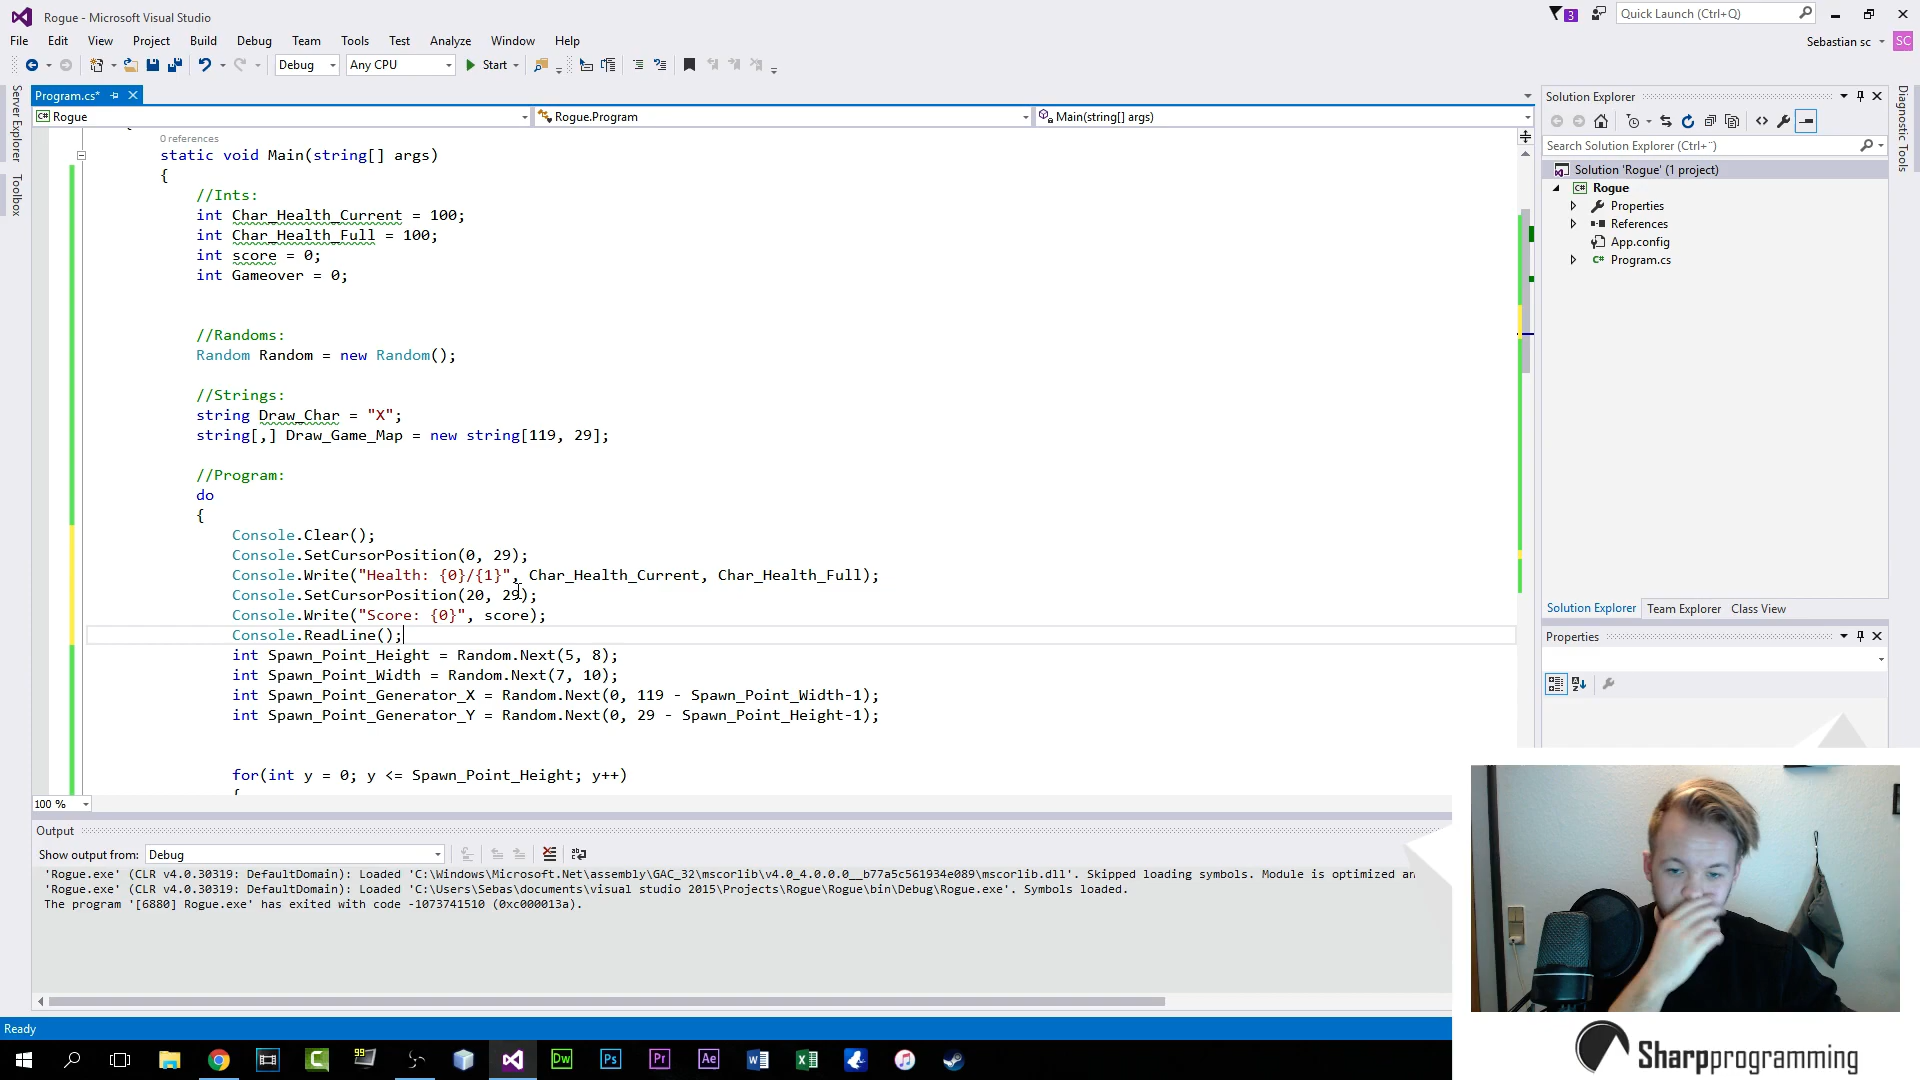 Rogue - Microsoft Visual Studio
3
Quick Launch (Ctrl+Q)
File Edit View Project Build Debug Team Tools Test Analyze Window Help
Sebastian sc
SC
Debug
Any CPU
Start
Server Explorer
Toolbox
Program.cs*
Rogue
Rogue.Program
Main(string[] args)
0 references
static void Main(string[] args)
{
//Ints:
int Char_Health_Current = 100;
int Char_Health_Full = 100;
int score = 0;
int Gameover = 0;
//Randoms:
Random Random = new Random();
//Strings:
string Draw_Char = "X";
string[,] Draw_Game_Map = new string[119, 29];
//Program:
do
{
Console.Clear();
Console.SetCursorPosition(0, 29);
Console.Write("Health: {0}/{1}", Char_Health_Current, Char_Health_Full);
Console.SetCursorPosition(20, 29);
Console.Write("Score: {0}", score);
Console.ReadLine();
int Spawn_Point_Height = Random.Next(5, 8);
int Spawn_Point_Width = Random.Next(7, 10);
int Spawn_Point_Generator_X = Random.Next(0, 119 - Spawn_Point_Width-1);
int Spawn_Point_Generator_Y = Random.Next(0, 29 - Spawn_Point_Height-1);
for(int y = 0; y <= Spawn_Point_Height; y++)
{
100 %
Solution Explorer
Search Solution Explorer (Ctrl+¨)
Solution 'Rogue' (1 project)
C# Rogue
Properties
References
App.config
C# Program.cs
Solution Explorer Team Explorer Class View
Properties
Diagnostic Tools
Output
Show output from: Debug
'Rogue.exe' (CLR v4.0.30319: DefaultDomain): Loaded 'C:\Windows\Microsoft.Net\assembly\GAC_32\mscorlib\v4.0_4.0.0.0__b77a5c561934e089\mscorlib.dll'. Skipped loading symbols. Module is optimized an
'Rogue.exe' (CLR v4.0.30319: DefaultDomain): Loaded 'C:\Users\Sebas\documents\visual studio 2015\Projects\Rogue\Rogue\bin\Debug\Rogue.exe'. Symbols loaded.
The program '[6880] Rogue.exe' has exited with code -1073741510 (0xc000013a).
Ready
Dw
Ps
Pr
Ae
Sharpprogramming